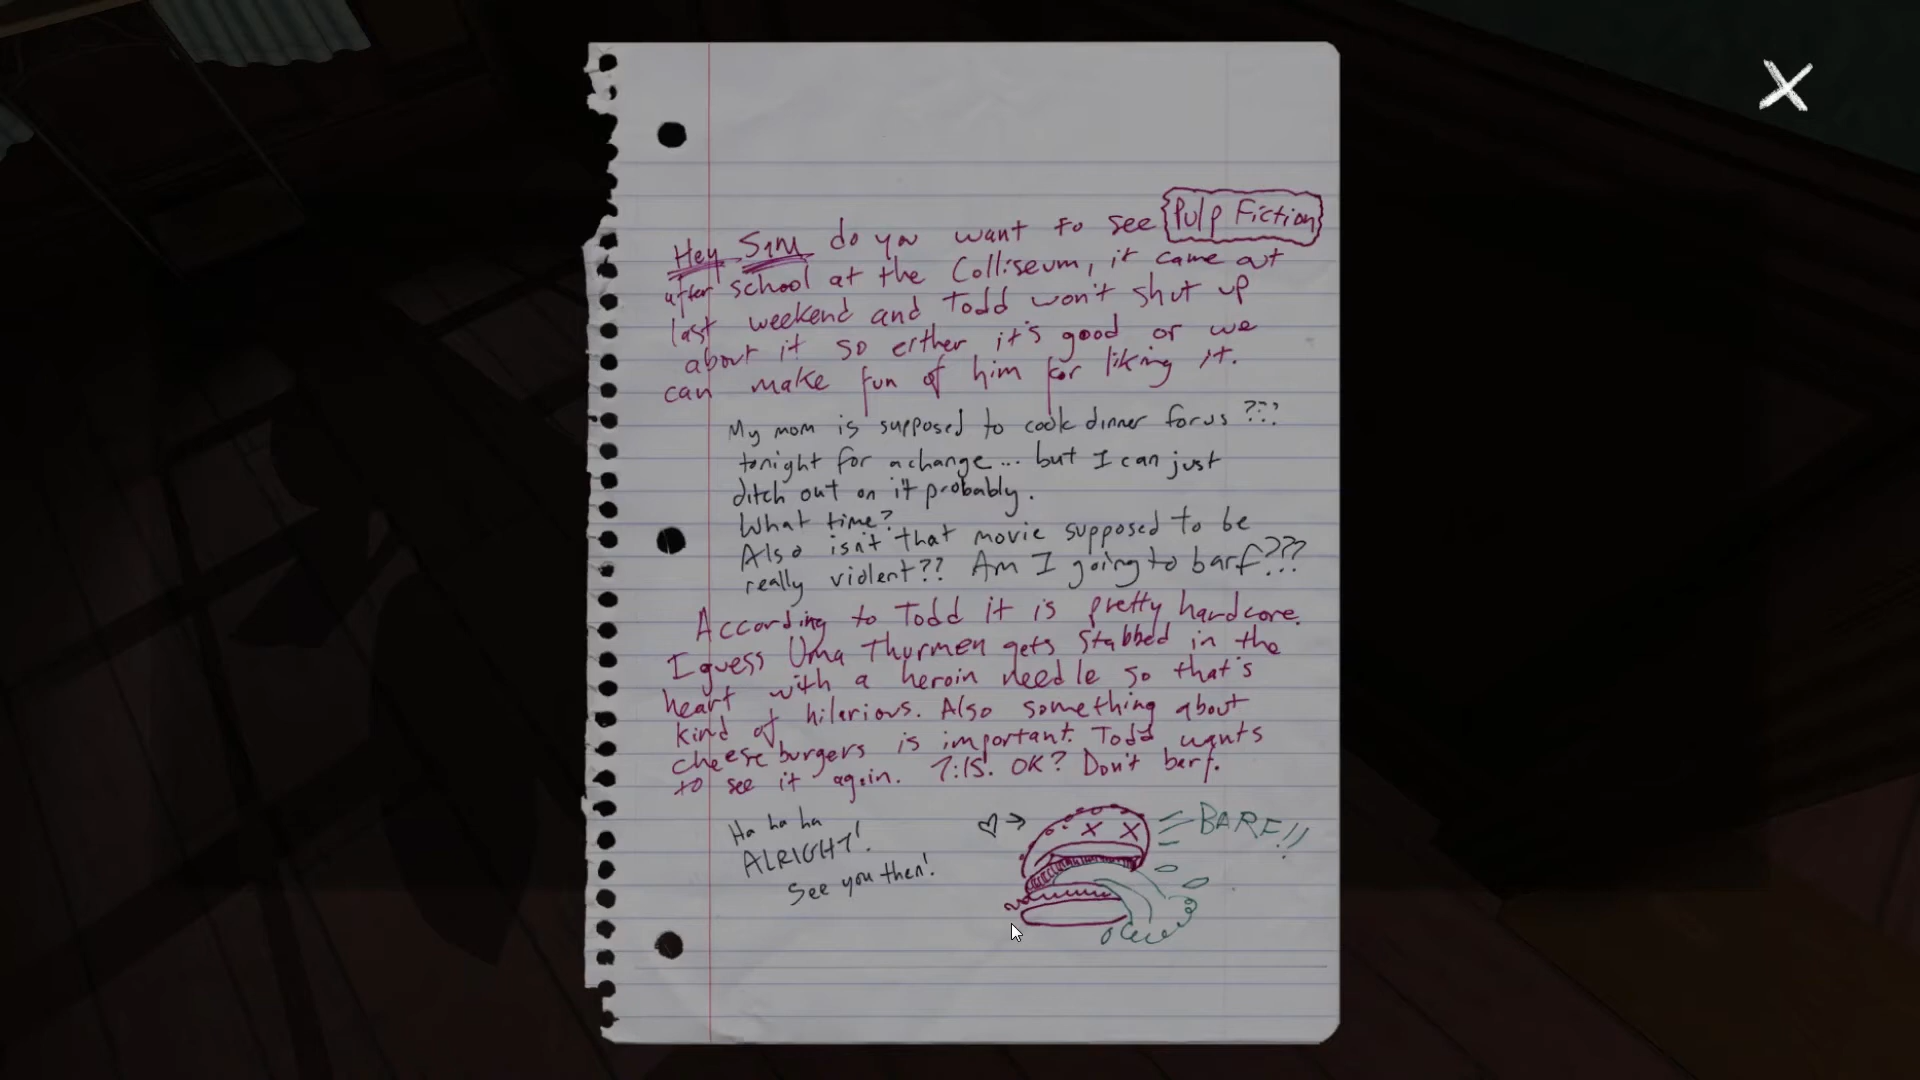 Hey SAM do you want to see Pulp Fiction
after school at the Colliseum, it came out
last weekend and Todd won't shut up
about it so either it's good or we
can make fun of him for liking it.
My mom is supposed to cook dinner for us ???
tonight for a change... but I can just
ditch out on it probably.
What time?
Also isn't that movie supposed to be
really violent?? Am I going to barf???
According to Todd it is pretty hardcore.
I guess Uma Thurmen gets stabbed in the
heart with a heroin needle so that's
kind of hilarious. Also something about
cheeseburgers is important. Todd wants
to see it again. 7:15. OK? Don't barf.
Ha ha ha
ALRIGHT!
See you then!
BARF!!